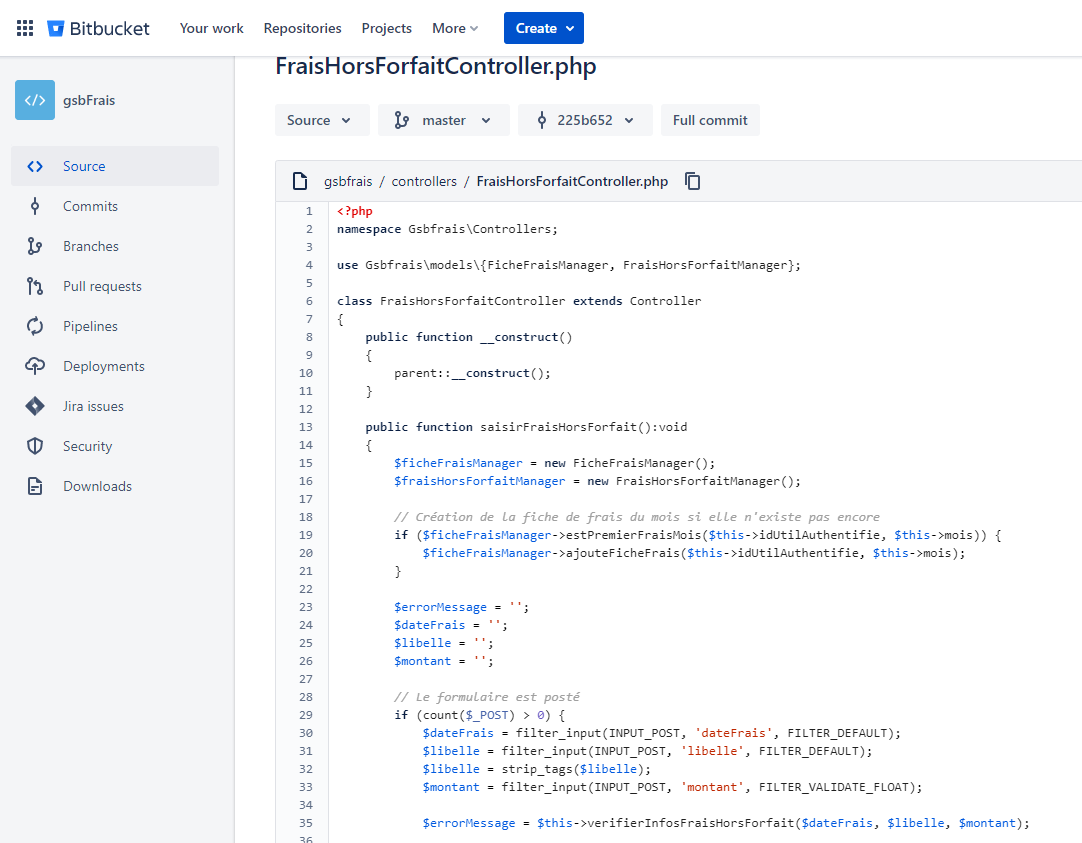 Bitbucket Your work Repositories Projects More Create
gsbFrais
Source
Commits
Branches
Pull requests
Pipelines
Deployments
Jira issues
Security
Downloads
FraisHorsForfaitController.php
Source master 225b652 Full commit
gsbfrais / controllers / FraisHorsForfaitController.php
1 <?php
2 namespace Gsbfrais\Controllers;
3
4 use Gsbfrais\models\{FicheFraisManager, FraisHorsForfaitManager};
5
6 class FraisHorsForfaitController extends Controller
7 {
8     public function __construct()
9     {
10         parent::__construct();
11     }
12
13     public function saisirFraisHorsForfait():void
14     {
15         $ficheFraisManager = new FicheFraisManager();
16         $fraisHorsForfaitManager = new FraisHorsForfaitManager();
17
18         // Création de la fiche de frais du mois si elle n'existe pas encore
19         if ($ficheFraisManager->estPremierFraisMois($this->idUtilAuthentifie, $this->mois)) {
20             $ficheFraisManager->ajouteFicheFrais($this->idUtilAuthentifie, $this->mois);
21         }
22
23         $errorMessage = '';
24         $dateFrais = '';
25         $libelle = '';
26         $montant = '';
27
28         // Le formulaire est posté
29         if (count($_POST) > 0) {
30             $dateFrais = filter_input(INPUT_POST, 'dateFrais', FILTER_DEFAULT);
31             $libelle = filter_input(INPUT_POST, 'libelle', FILTER_DEFAULT);
32             $libelle = strip_tags($libelle);
33             $montant = filter_input(INPUT_POST, 'montant', FILTER_VALIDATE_FLOAT);
34
35             $errorMessage = $this->verifierInfosFraisHorsForfait($dateFrais, $libelle, $montant);
36